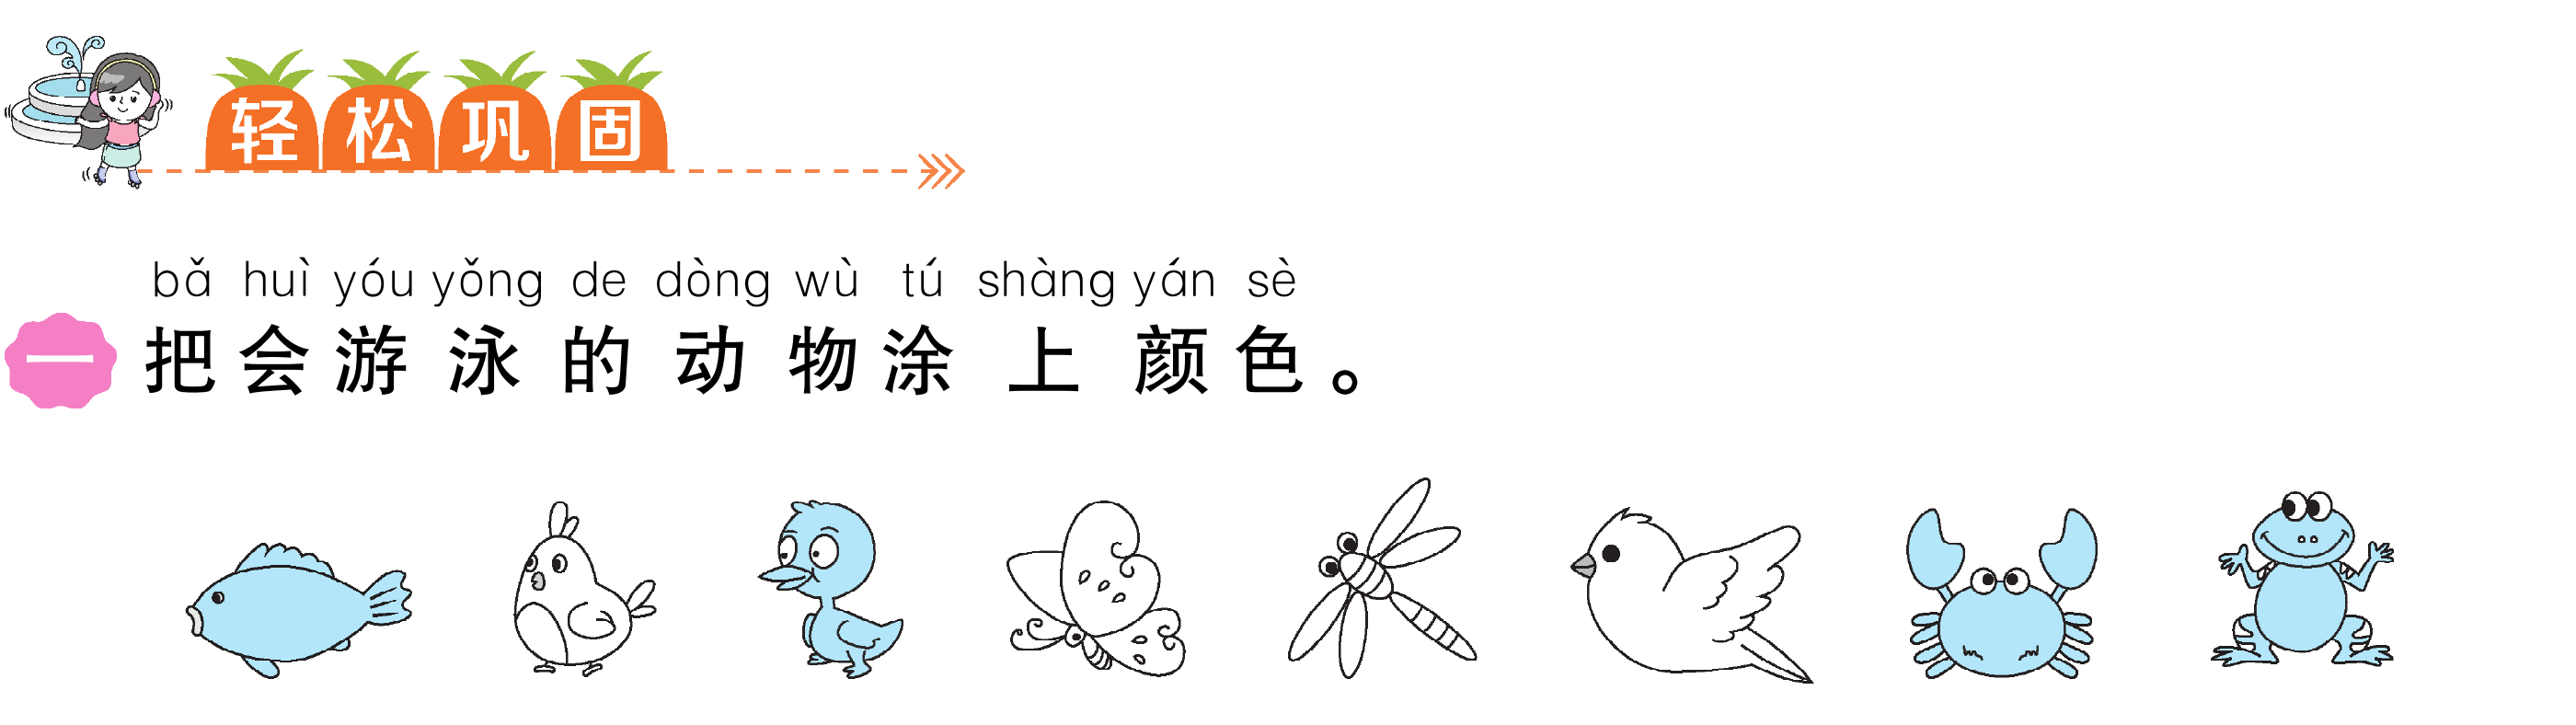 轻松巩固
bǎ huì yóu yǒng de dòng wù tú shàng yán sè
一 把会游泳的动物涂上颜色。